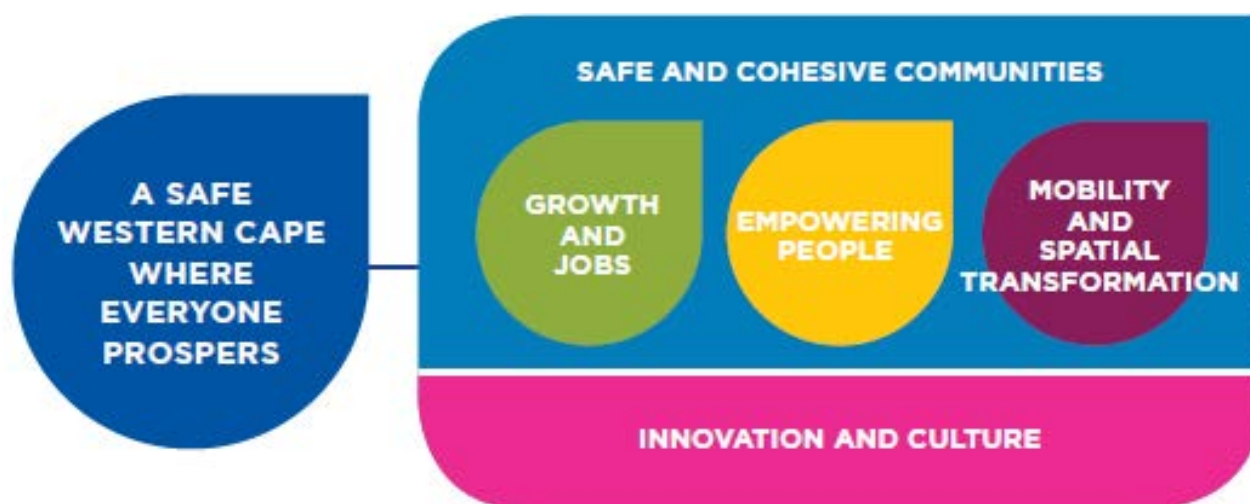 A SAFE
WESTERN CAPE
WHERE
EVERYONE
PROSPERS
SAFE AND COHESIVE COMMUNITIES
GROWTH
AND
JOBS
EMPOWERING
PEOPLE
MOBILITY
AND
SPATIAL
TRANSFORMATION
INNOVATION AND CULTURE